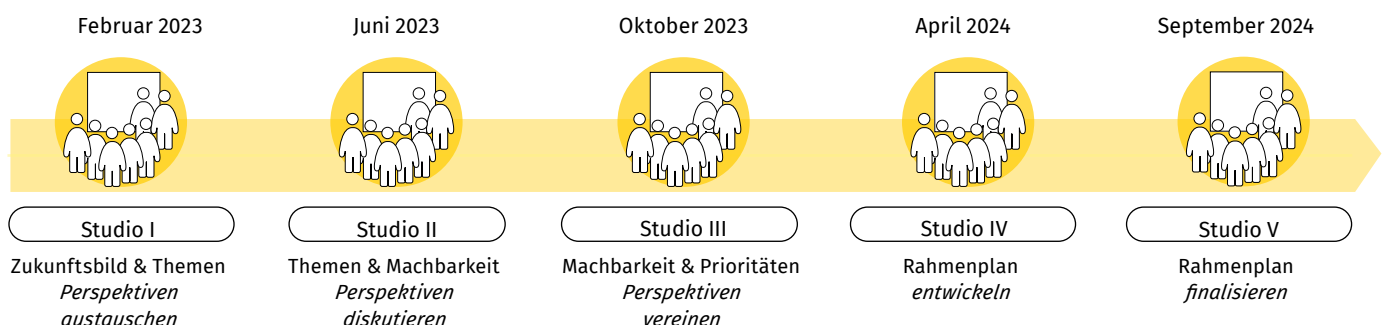 Februar 2023
Juni 2023
Oktober 2023
April 2024
September 2024
Studio I
Studio II
Studio III
Studio IV
Studio V
Zukunftsbild & Themen
Perspektiven
austauschen
Themen & Machbarkeit
Perspektiven
diskutieren
Machbarkeit & Prioritäten
Perspektiven
vereinen
Rahmenplan
entwickeln
Rahmenplan
finalisieren